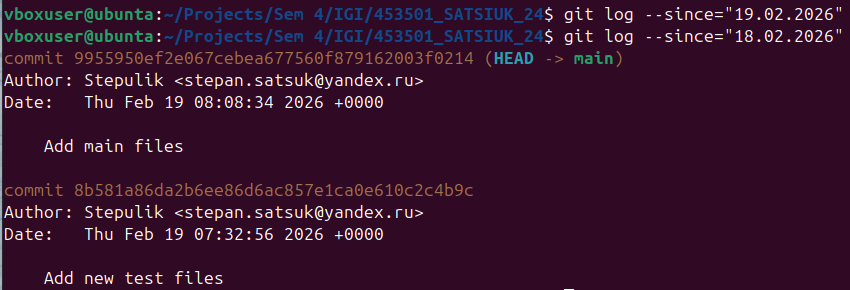 vboxuser@ubunta:~/Projects/Sem 4/IGI/453501_SATSIUK_24$ git log --since="19.02.2026"
vboxuser@ubunta:~/Projects/Sem 4/IGI/453501_SATSIUK_24$ git log --since="18.02.2026"
commit 9955950ef2e067cebea677560f879162003f0214 (HEAD -> main)
Author: Stepulik <stepan.satsuk@yandex.ru>
Date:   Thu Feb 19 08:08:34 2026 +0000
    Add main files
commit 8b581a86da2b6ee86d6ac857e1ca0e610c2c4b9c
Author: Stepulik <stepan.satsuk@yandex.ru>
Date:   Thu Feb 19 07:32:56 2026 +0000
    Add new test files